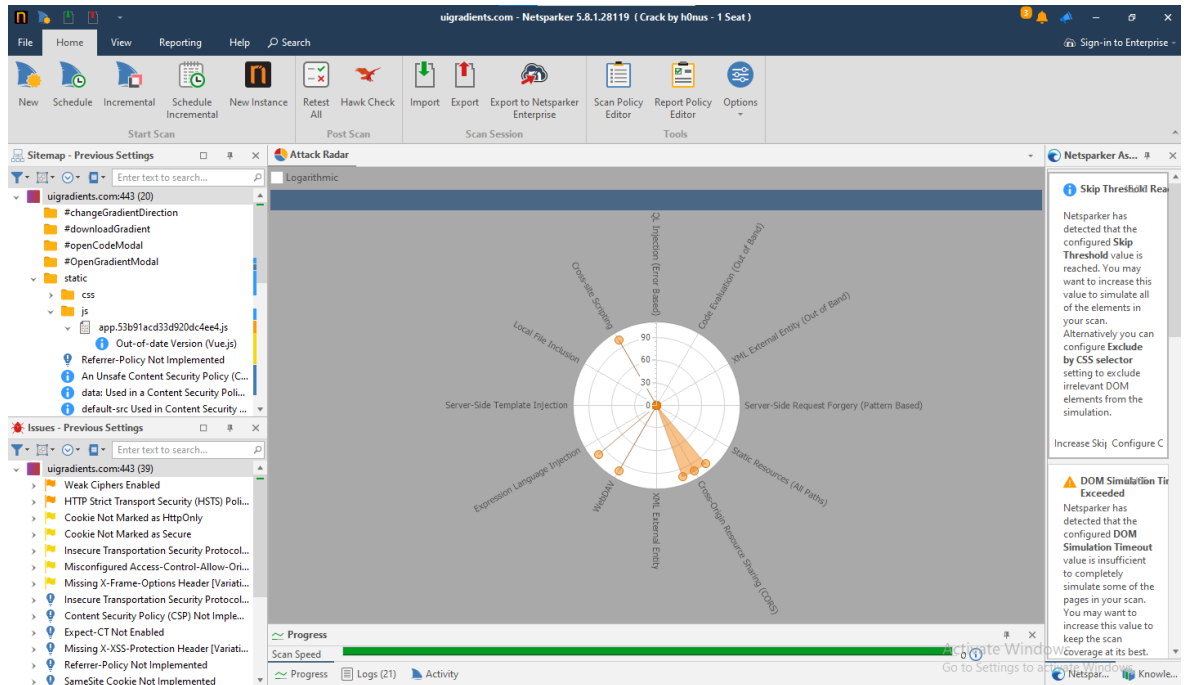 uigradients.com - Netsparker 5.8.1.28119 ( Crack by h0nus - 1 Seat )
3
File Home View Reporting Help Search
Sign-in to Enterprise
New Schedule Incremental Schedule Incremental New Instance
Start Scan
Retest All Hawk Check
Post Scan
Import Export Export to Netsparker Enterprise
Scan Session
Scan Policy Editor Report Policy Editor Options
Tools
Sitemap - Previous Settings
Enter text to search...
uigradients.com:443 (20)
#changeGradientDirection
#downloadGradient
#openCodeModal
#OpenGradientModal
static
css
js
app.53b91acd33d920dc4ee4.js
Out-of-date Version (Vue.js)
Referrer-Policy Not Implemented
An Unsafe Content Security Policy (C...
data: Used in a Content Security Poli...
default-src Used in Content Security ...
Issues - Previous Settings
Enter text to search...
uigradients.com:443 (39)
Weak Ciphers Enabled
HTTP Strict Transport Security (HSTS) Poli...
Cookie Not Marked as HttpOnly
Cookie Not Marked as Secure
Insecure Transportation Security Protocol...
Misconfigured Access-Control-Allow-Ori...
Missing X-Frame-Options Header [Variati...
Insecure Transportation Security Protocol...
Content Security Policy (CSP) Not Imple...
Expect-CT Not Enabled
Missing X-XSS-Protection Header [Variati...
Referrer-Policy Not Implemented
SameSite Cookie Not Implemented
Attack Radar
Logarithmic
QL Injection (Error Based)
Code Evaluation (Out of Band)
XML External Entity (Out of Band)
Server-Side Request Forgery (Pattern Based)
Static Resources (All Paths)
Cross-Origin Resource Sharing (CORS)
XML External Entity
WebDAV
Expression Language Injection
Server-Side Template Injection
Local File Inclusion
Cross-site Scripting
90
60
30
0
Progress
Scan Speed
0
Progress Logs (21) Activity
Netsparker As...
Skip Threshold Rea
Netsparker has
detected that the
configured Skip
Threshold value is
reached. You may
want to increase this
value to simulate all
of the elements in
your scan.
Alternatively you can
configure Exclude
by CSS selector
setting to exclude
irrelevant DOM
elements from the
simulation.
Increase Skij Configure C
DOM Simulation Tir
Exceeded
Netsparker has
detected that the
configured DOM
Simulation Timeout
value is insufficient
to completely
simulate some of the
pages in your scan.
You may want to
increase this value to
keep the scan
coverage at its best.
Activate Windows
Go to Settings to activate Windows.
Netspar... Knowle...